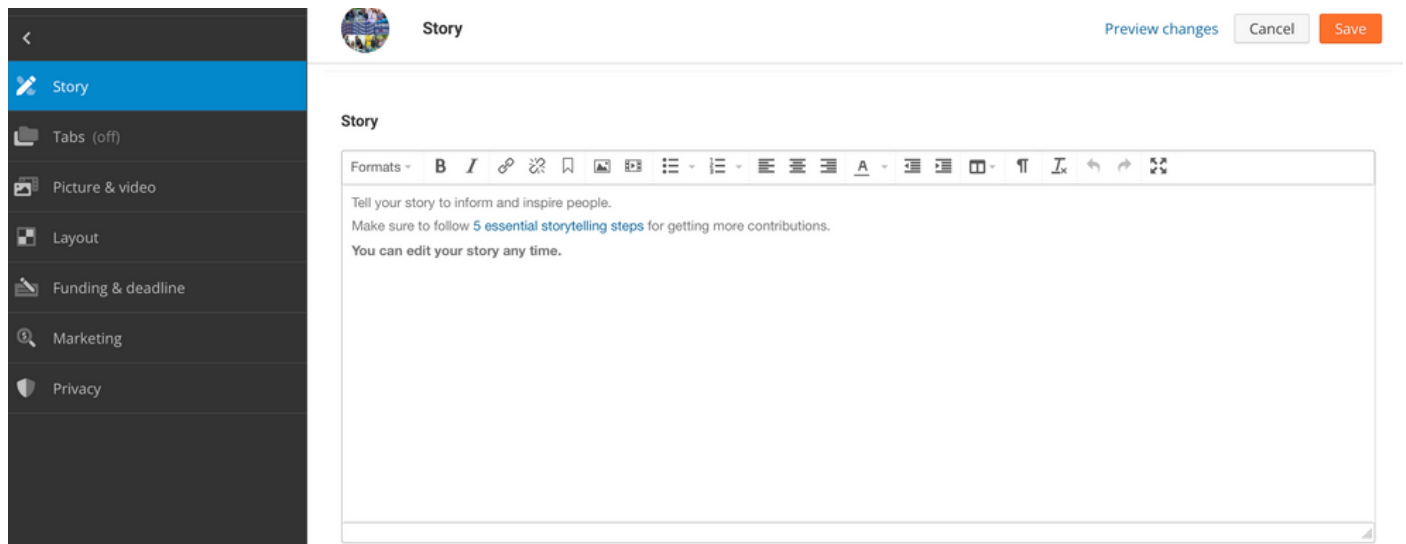 Story
Preview changes
Cancel
Save
Story
Tabs (off)
Picture & video
Layout
Funding & deadline
Marketing
Privacy
Story
Formats
Tell your story to inform and inspire people.
Make sure to follow 5 essential storytelling steps for getting more contributions.
You can edit your story any time.